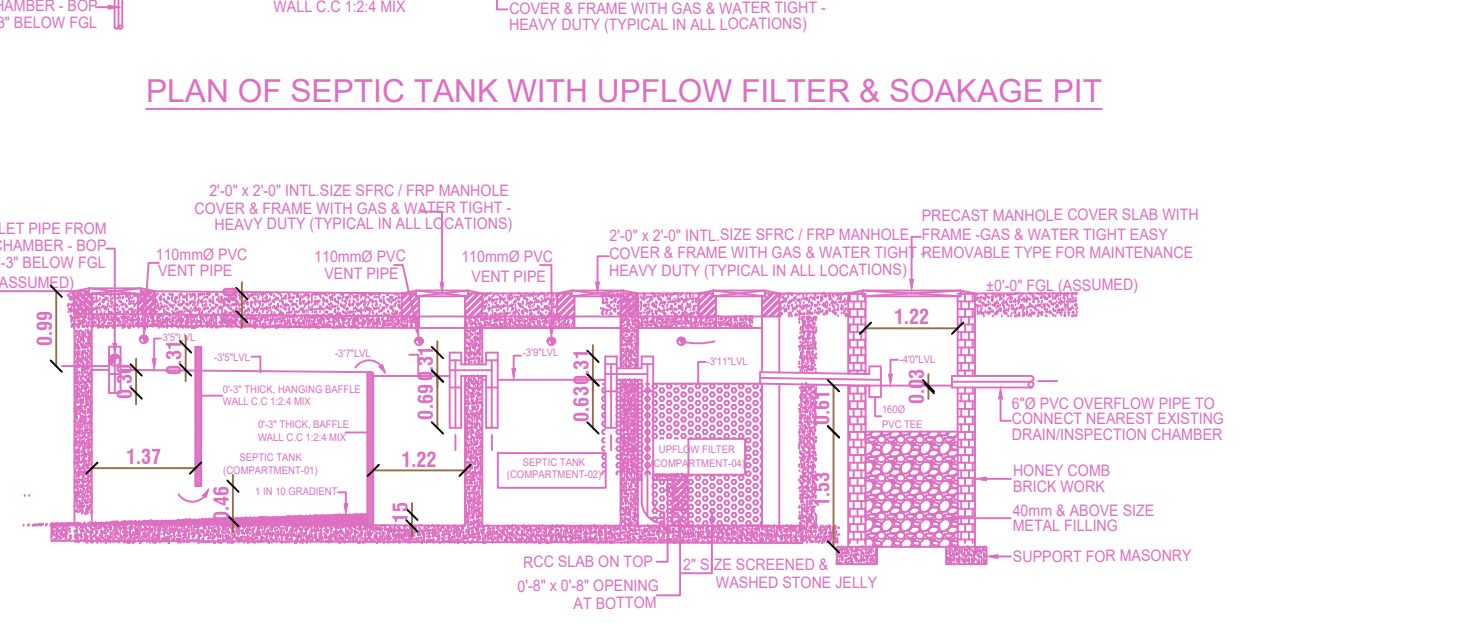 CHAMBER - BOP
3" BELOW FGL
WALL C.C 1:2:4 MIX
COVER & FRAME WITH GAS & WATER TIGHT -
HEAVY DUTY (TYPICAL IN ALL LOCATIONS)
PLAN OF SEPTIC TANK WITH UPFLOW FILTER & SOAKAGE PIT
2'-0" x 2'-0" INTL.SIZE SFRC / FRP MANHOLE
COVER & FRAME WITH GAS & WATER TIGHT -
HEAVY DUTY (TYPICAL IN ALL LOCATIONS)
LET PIPE FROM
CHAMBER - BOP
-3" BELOW FGL
(ASSUMED)
110mmØ PVC
VENT PIPE
110mmØ PVC
VENT PIPE
110mmØ PVC
VENT PIPE
2'-0" x 2'-0" INTL.SIZE SFRC / FRP MANHOLE
COVER & FRAME WITH GAS & WATER TIGHT -
HEAVY DUTY (TYPICAL IN ALL LOCATIONS)
PRECAST MANHOLE COVER SLAB WITH
FRAME -GAS & WATER TIGHT EASY
REMOVABLE TYPE FOR MAINTENANCE
±0'-0" FGL (ASSUMED)
0.99
-3'5"LVL
0.31
0.30
-3'5"LVL
-3'7"LVL
0.31
0.69
-3'9"LVL
0.31
0.63
-3'11"LVL
1.22
-4'0"LVL
0.03
0.61
0'-3" THICK, HANGING BAFFLE
WALL C.C 1:2:4 MIX
0'-3" THICK, BAFFLE
WALL C.C 1:2:4 MIX
160Ø
PVC TEE
6"Ø PVC OVERFLOW PIPE TO
CONNECT NEAREST EXISTING
DRAIN/INSPECTION CHAMBER
1.37
SEPTIC TANK
(COMPARTMENT-01)
1.22
SEPTIC TANK
(COMPARTMENT-02)
UPFLOW FILTER
(COMPARTMENT-04)
1.53
HONEY COMB
BRICK WORK
0.46
1 IN 10 GRADIENT
15
40mm & ABOVE SIZE
METAL FILLING
SUPPORT FOR MASONRY
RCC SLAB ON TOP
0'-8" x 0'-8" OPENING
AT BOTTOM
2" SIZE SCREENED &
WASHED STONE JELLY